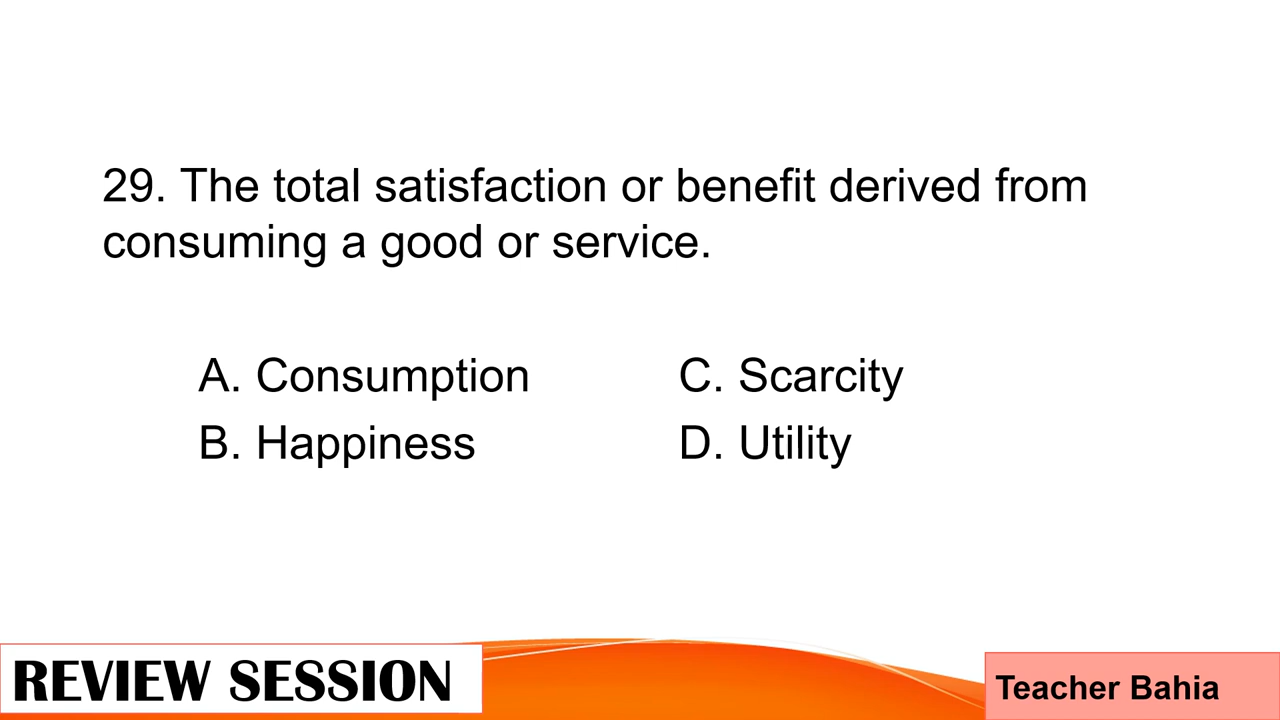 29. The total satisfaction or benefit derived from
consuming a good or service.
A. Consumption
B. Happiness
C. Scarcity
D. Utility
REVIEW SESSION
Teacher Bahia